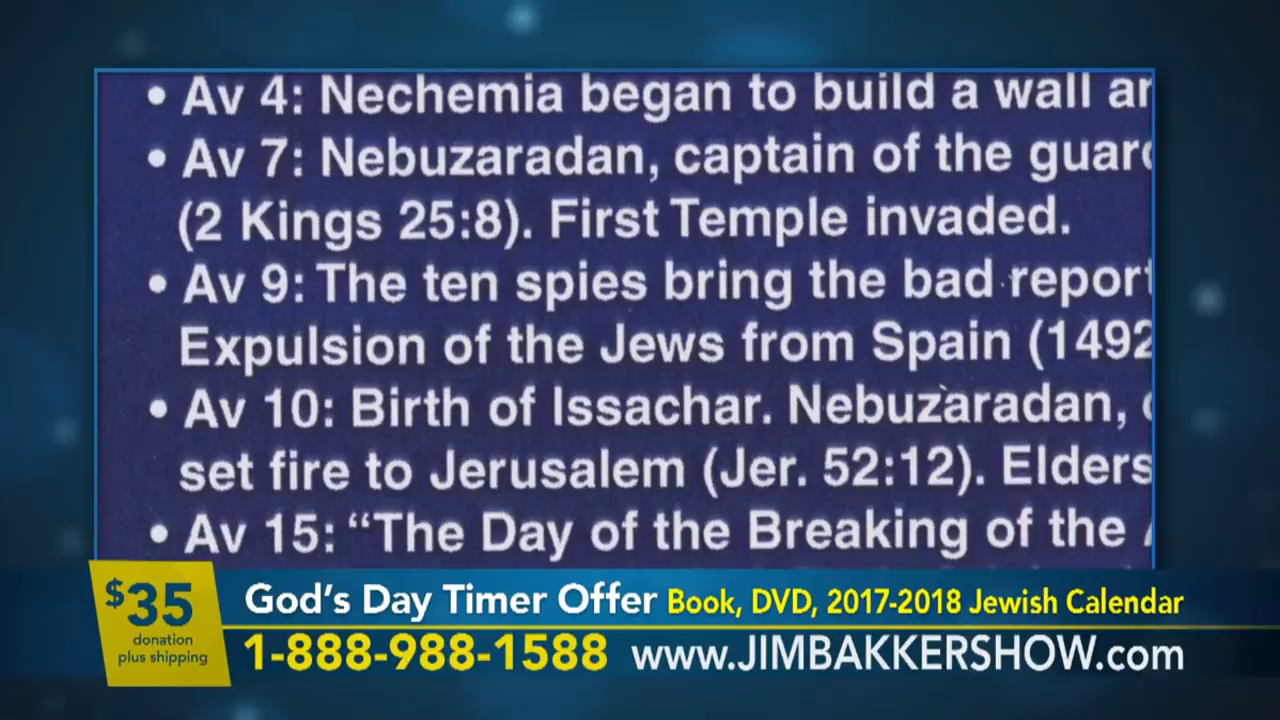 • Av 4: Nechemia began to build a wall ar
• Av 7: Nebuzaradan, captain of the guard
(2 Kings 25:8). First Temple invaded.
• Av 9: The ten spies bring the bad report
Expulsion of the Jews from Spain (1492
• Av 10: Birth of Issachar. Nebuzaradan,
set fire to Jerusalem (Jer. 52:12). Elders
• Av 15: “The Day of the Breaking of the
$35
donation
plus shipping
God's Day Timer Offer Book, DVD, 2017-2018 Jewish Calendar
1-888-988-1588 www.JIMBAKKERSHOW.com